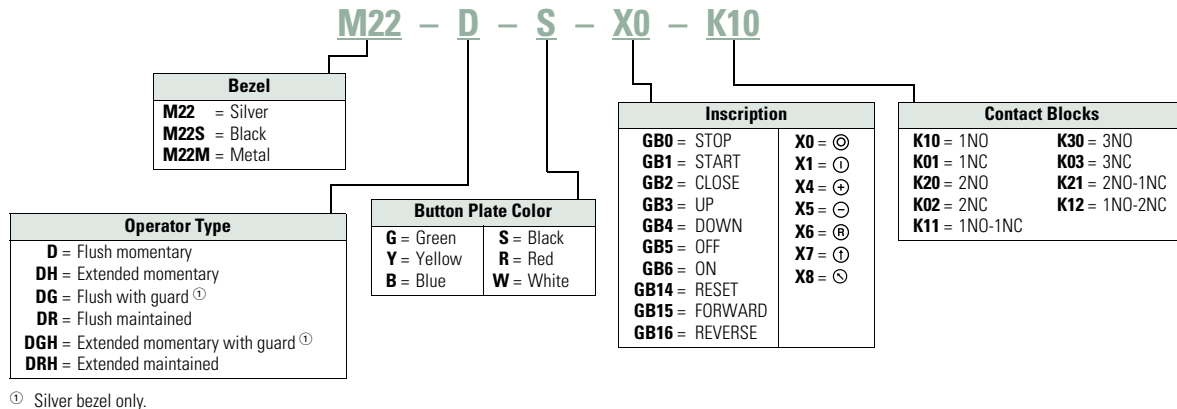 M22 – D – S – X0 – K10
Bezel
M22 = Silver
M22S = Black
M22M = Metal
Operator Type
D = Flush momentary
DH = Extended momentary
DG = Flush with guard ①
DR = Flush maintained
DGH = Extended momentary with guard ①
DRH = Extended maintained
Button Plate Color
G = Green
Y = Yellow
B = Blue
S = Black
R = Red
W = White
Inscription
GB0 = STOP
GB1 = START
GB2 = CLOSE
GB3 = UP
GB4 = DOWN
GB5 = OFF
GB6 = ON
GB14 = RESET
GB15 = FORWARD
GB16 = REVERSE
X0 = ⌾
X1 = ⏼
X4 = ⊕
X5 = ⊖
X6 = Ⓡ
X7 = 
X8 = 
Contact Blocks
K10 = 1NO
K01 = 1NC
K20 = 2NO
K02 = 2NC
K11 = 1NO-1NC
K30 = 3NO
K03 = 3NC
K21 = 2NO-1NC
K12 = 1NO-2NC
① Silver bezel only.